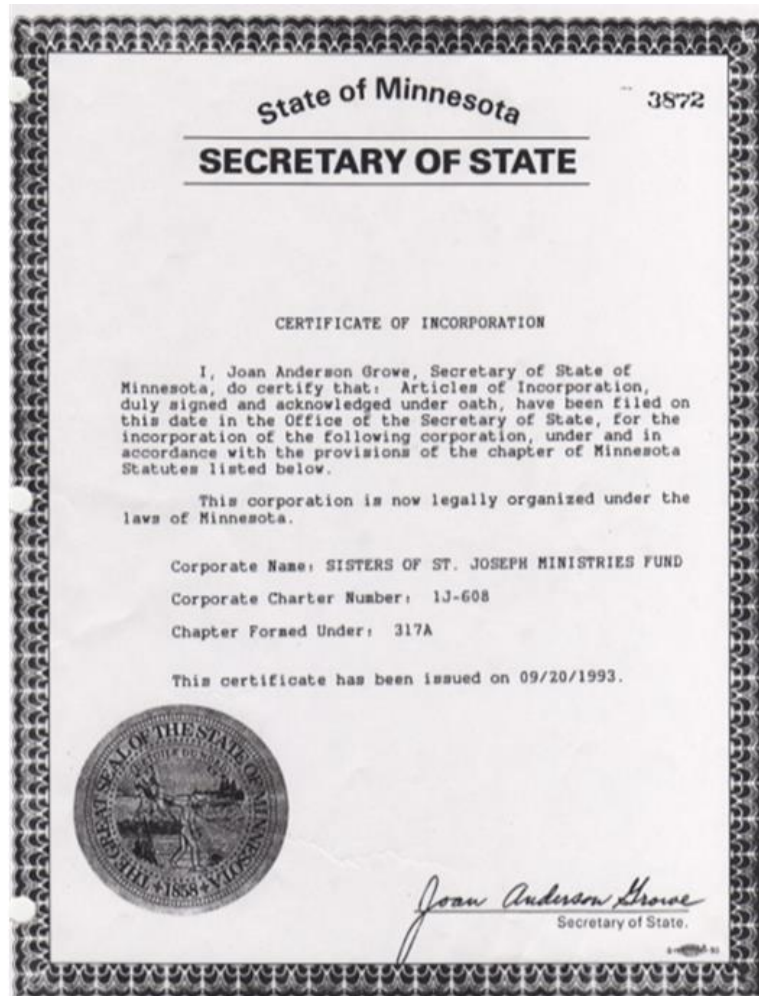 State of Minnesota
3872
SECRETARY OF STATE
CERTIFICATE OF INCORPORATION
I, Joan Anderson Growe, Secretary of State of
Minnesota, do certify that: Articles of Incorporation,
duly signed and acknowledged under oath, have been filed on
this date in the Office of the Secretary of State, for the
incorporation of the following corporation, under and in
accordance with the provisions of the chapter of Minnesota
Statutes listed below.
This corporation is now legally organized under the
laws of Minnesota.
Corporate Name: SISTERS OF ST. JOSEPH MINISTRIES FUND
Corporate Charter Number: 1J-608
Chapter Formed Under: 317A
This certificate has been issued on 09/20/1993.
THE GREAT SEAL OF THE STATE OF MINNESOTA
1858
Joan Anderson Growe
Secretary of State.